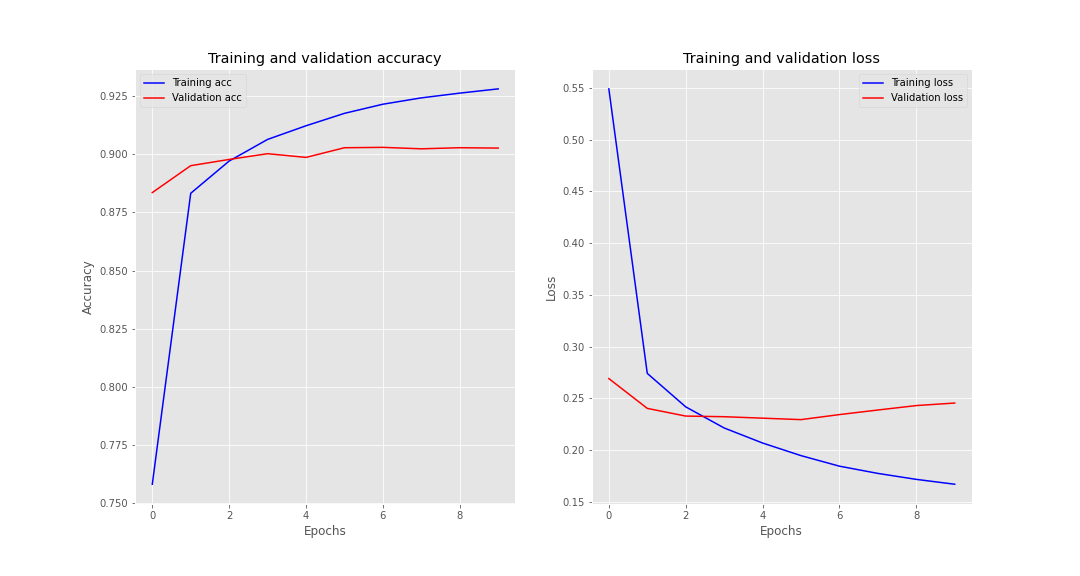 Training and validation accuracy
Training acc
Validation acc
0.925
0.900
0.875
0.850
0.825
0.800
0.775
0.750
Accuracy
0 2 4 6 8
Epochs
Training and validation loss
Training loss
Validation loss
0.55
0.50
0.45
0.40
0.35
0.30
0.25
0.20
0.15
Loss
0 2 4 6 8
Epochs